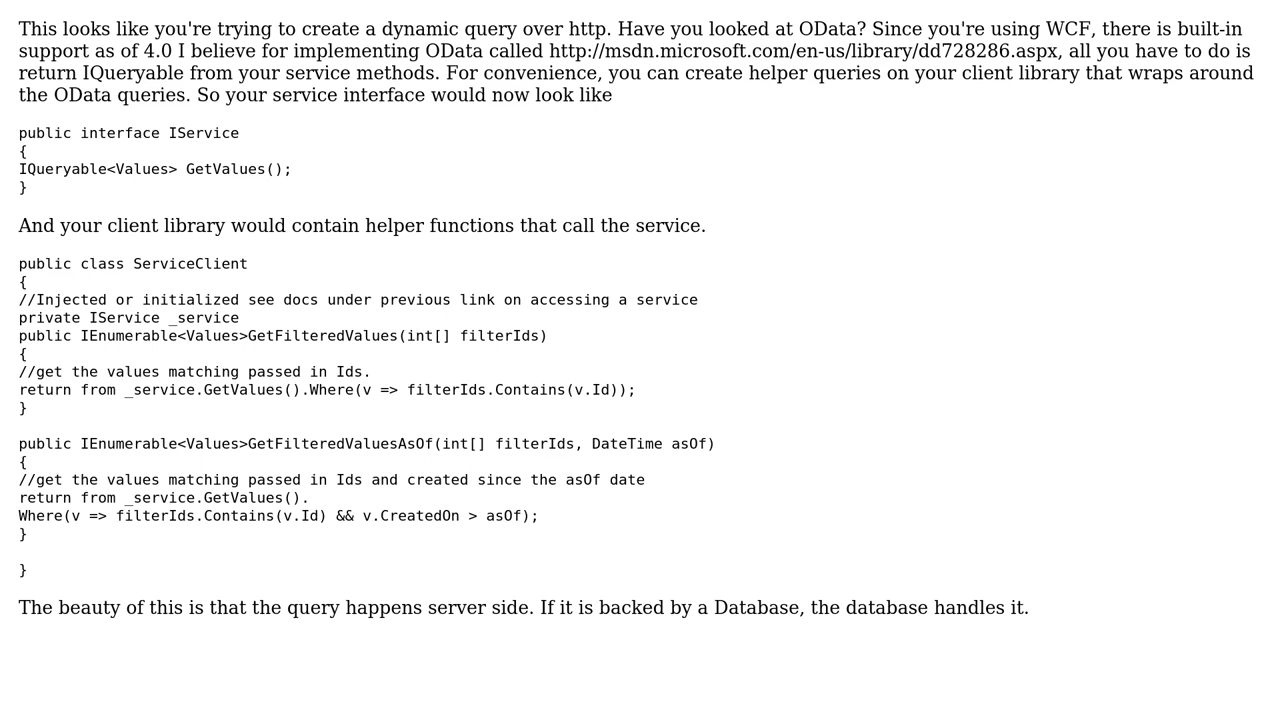 This looks like you're trying to create a dynamic query over http. Have you looked at OData? Since you're using WCF, there is built-in
support as of 4.0 I believe for implementing OData called http://msdn.microsoft.com/en-us/library/dd728286.aspx, all you have to do is
return IQueryable from your service methods. For convenience, you can create helper queries on your client library that wraps around
the OData queries. So your service interface would now look like
public interface IService
{
IQueryable<Values> GetValues();
}
And your client library would contain helper functions that call the service.
public class ServiceClient
{
//Injected or initialized see docs under previous link on accessing a service
private IService _service
public IEnumerable<Values>GetFilteredValues(int[] filterIds)
{
//get the values matching passed in Ids.
return from _service.GetValues().Where(v => filterIds.Contains(v.Id));
}
public IEnumerable<Values>GetFilteredValuesAsOf(int[] filterIds, DateTime asOf)
{
//get the values matching passed in Ids and created since the asOf date
return from _service.GetValues().
Where(v => filterIds.Contains(v.Id) && v.CreatedOn > asOf);
}
}
The beauty of this is that the query happens server side. If it is backed by a Database, the database handles it.